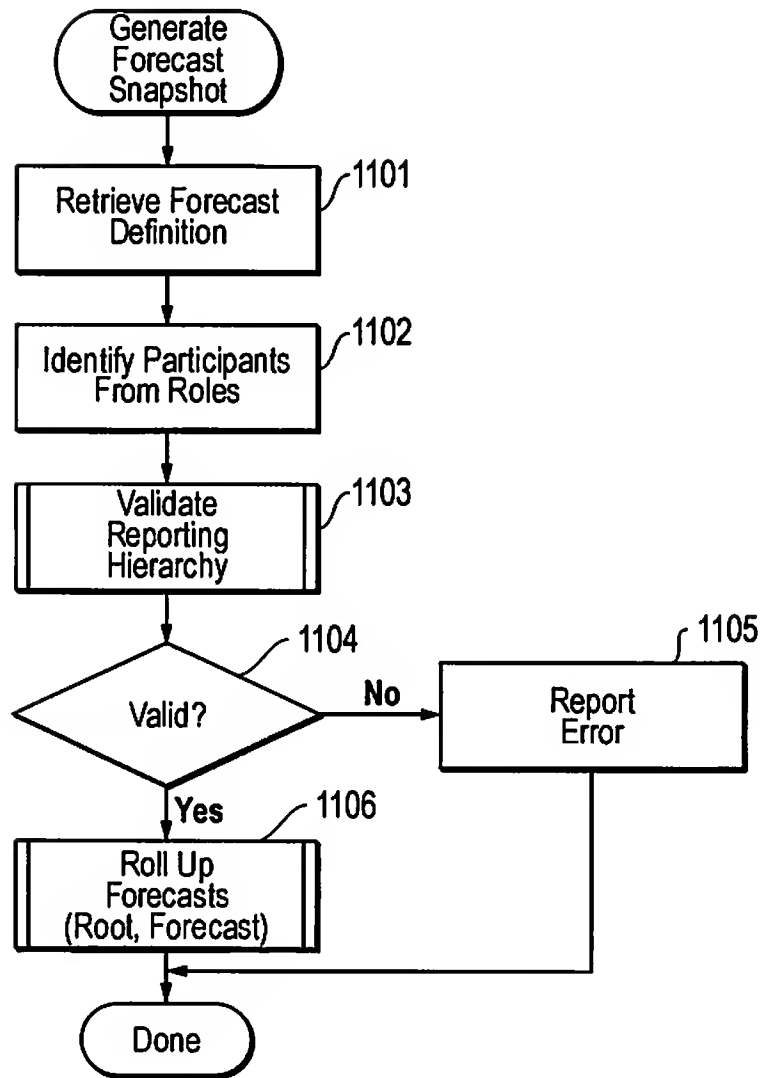 Generate
Forecast
Snapshot
1101
Retrieve Forecast
Definition
1102
Identify Participants
From Roles
1103
Validate
Reporting
Hierarchy
1104
Valid?
No
1105
Report
Error
Yes
1106
Roll Up
Forecasts
(Root, Forecast)
Done